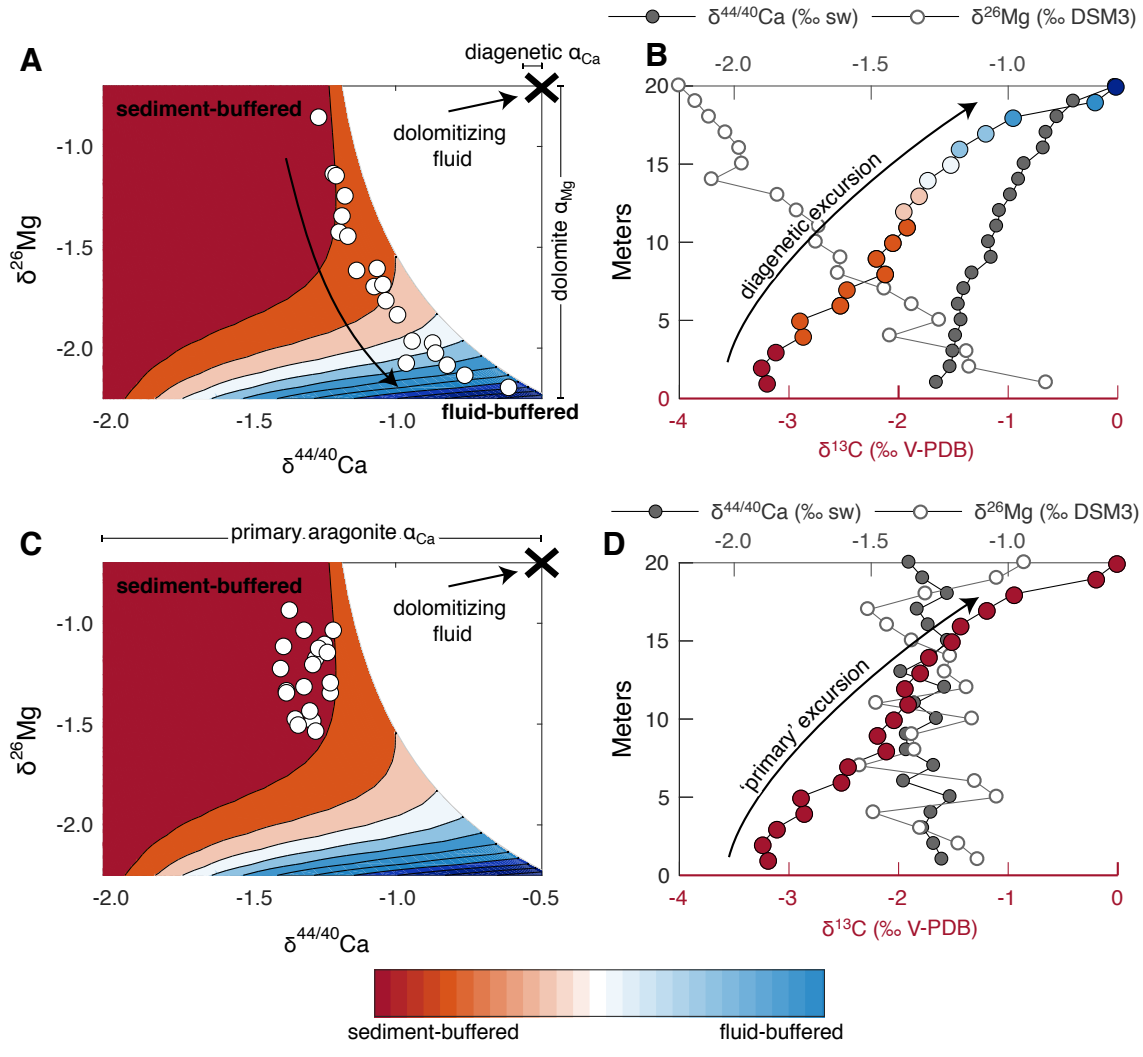 δ44/40Ca (‰ sw) δ26Mg (‰ DSM3)
A
diagenetic αCa
sediment-buffered
dolomitizing
fluid
fluid-buffered
dolomite αMg
-1.0
-1.5
-2.0
δ26Mg
-2.0 -1.5 -1.0
δ44/40Ca
B
-2.0 -1.5 -1.0
20
15
10
5
0
Meters
diagenetic excursion
-4 -3 -2 -1 0
δ13C (‰ V-PDB)
δ44/40Ca (‰ sw) δ26Mg (‰ DSM3)
C
primary aragonite αCa
sediment-buffered
dolomitizing
fluid
-1.0
-1.5
-2.0
δ26Mg
-2.0 -1.5 -1.0 -0.5
δ44/40Ca
D
-2.0 -1.5 -1.0
20
15
10
5
0
Meters
'primary' excursion
-4 -3 -2 -1 0
δ13C (‰ V-PDB)
sediment-buffered fluid-buffered